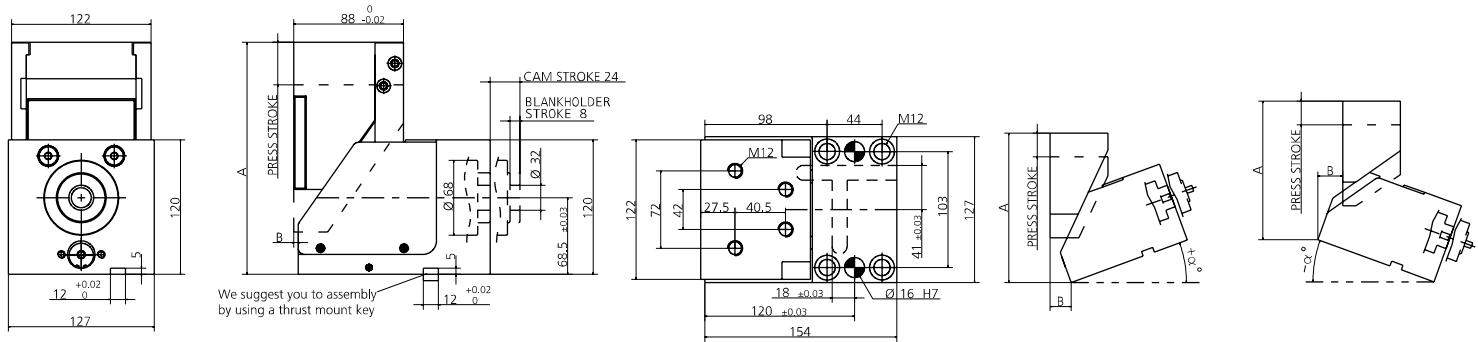 122
120
5
12 +0.02 0
127
88 0 -0.02
PRESS STROKE
A
B
CAM STROKE 24
BLANKHOLDER
STROKE 8
Ø 32
Ø 68
68.5 ±0.03
120
5
12 +0.02 0
We suggest you to assembly
by using a thrust mount key
98
44
M12
M12
122
72
42
27.5
40.5
41 ±0.03
103
127
18 ±0.03
Ø 16 H7
120 ±0.03
154
A
PRESS STROKE
B
+α°
A
PRESS STROKE
B
-α°